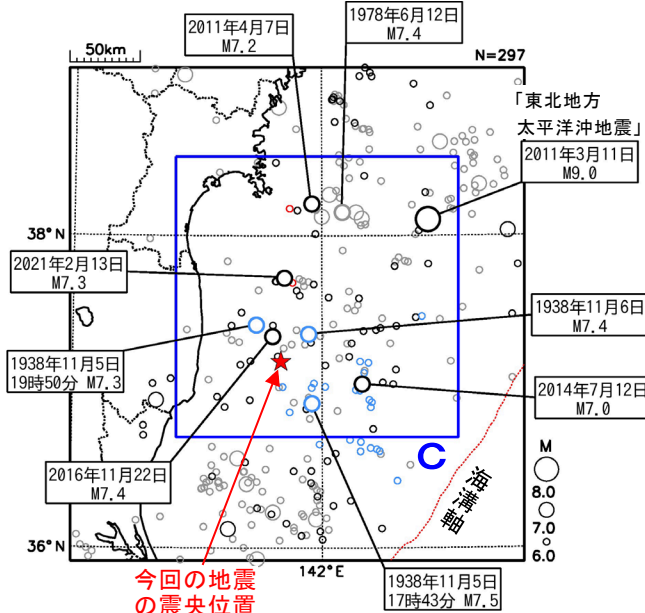 50km
2011年4月7日
M7.2
1978年6月12日
M7.4
N=297
「東北地方
太平洋沖地震」
2011年3月11日
M9.0
38°N
2021年2月13日
M7.3
1938年11月6日
M7.4
1938年11月5日
19時50分 M7.3
2014年7月12日
M7.0
2016年11月22日
M7.4
C
海溝軸
M
8.0
7.0
6.0
36°N
142°E
今回の地震
の震央位置
1938年11月5日
17時43分 M7.5